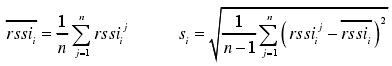 $\overline{rssi_i} = \frac{1}{n} \sum_{j=1}^{n} rssi_i^{\,j} \qquad s_i = \sqrt{\frac{1}{n-1} \sum_{j=1}^{n} \left( rssi_i^{\,j} - \overline{rssi_i} \right)^2}$